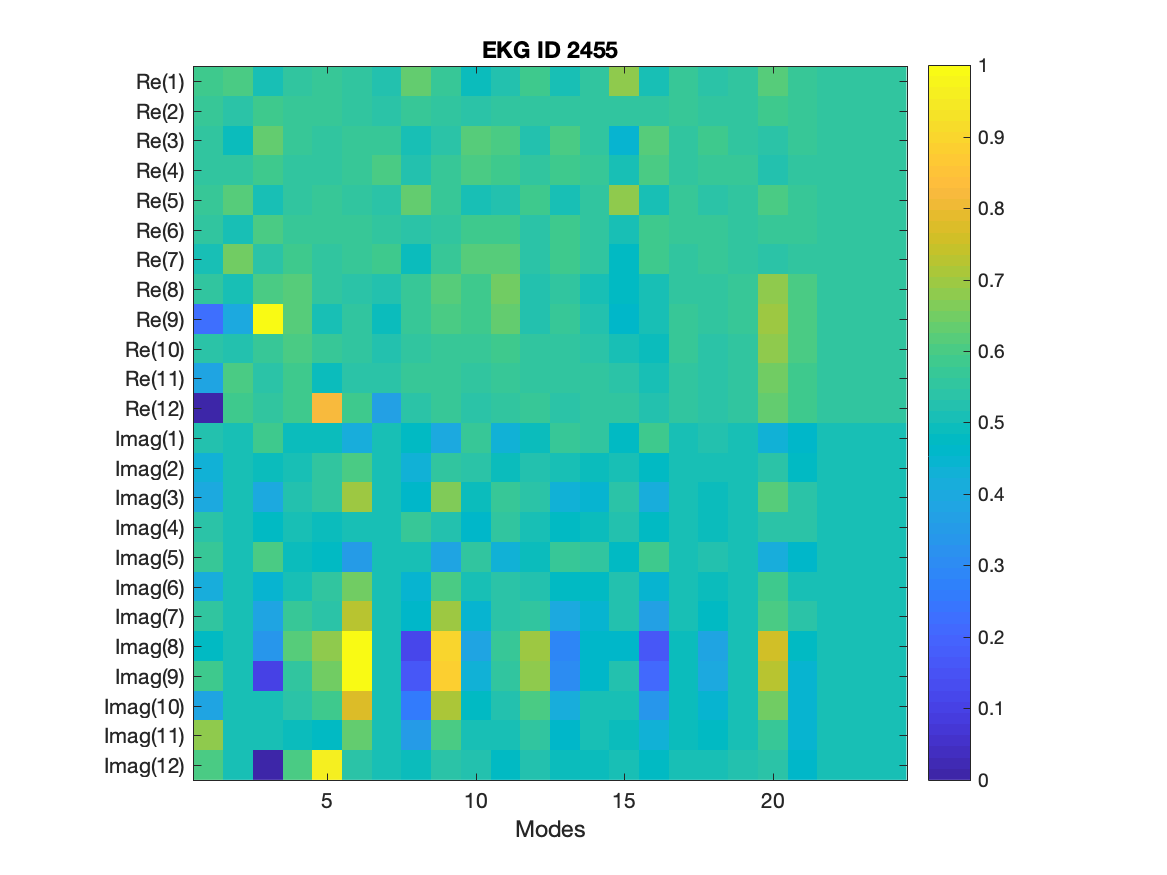 EKG ID 2455
Re(1)
Re(2)
Re(3)
Re(4)
Re(5)
Re(6)
Re(7)
Re(8)
Re(9)
Re(10)
Re(11)
Re(12)
Imag(1)
Imag(2)
Imag(3)
Imag(4)
Imag(5)
Imag(6)
Imag(7)
Imag(8)
Imag(9)
Imag(10)
Imag(11)
Imag(12)
5 10 15 20
Modes
1
0.9
0.8
0.7
0.6
0.5
0.4
0.3
0.2
0.1
0